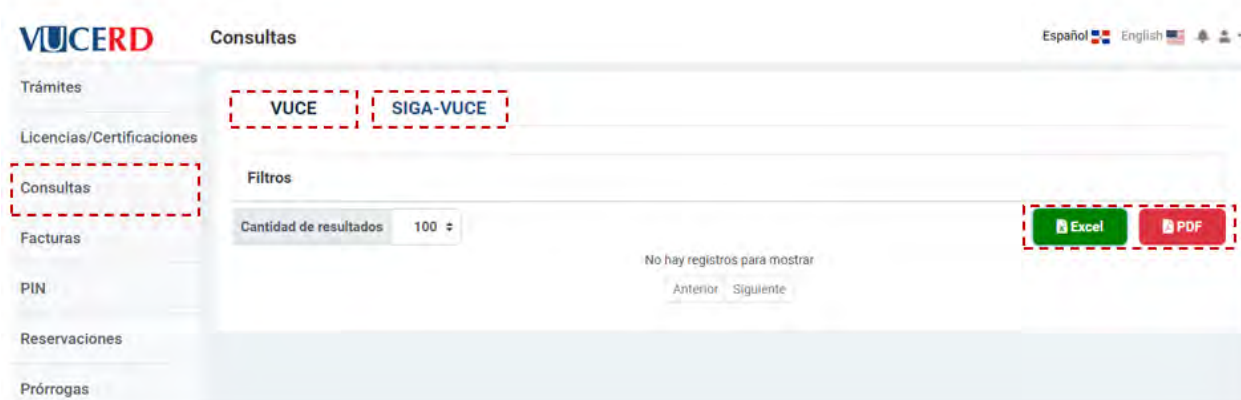 VUCERD
Consultas
Español English
Trámites
Licencias/Certificaciones
Consultas
Facturas
PIN
Reservaciones
Prórrogas
VUCE SIGA-VUCE
Filtros
Cantidad de resultados 100
Excel PDF
No hay registros para mostrar
Anterior Siguiente